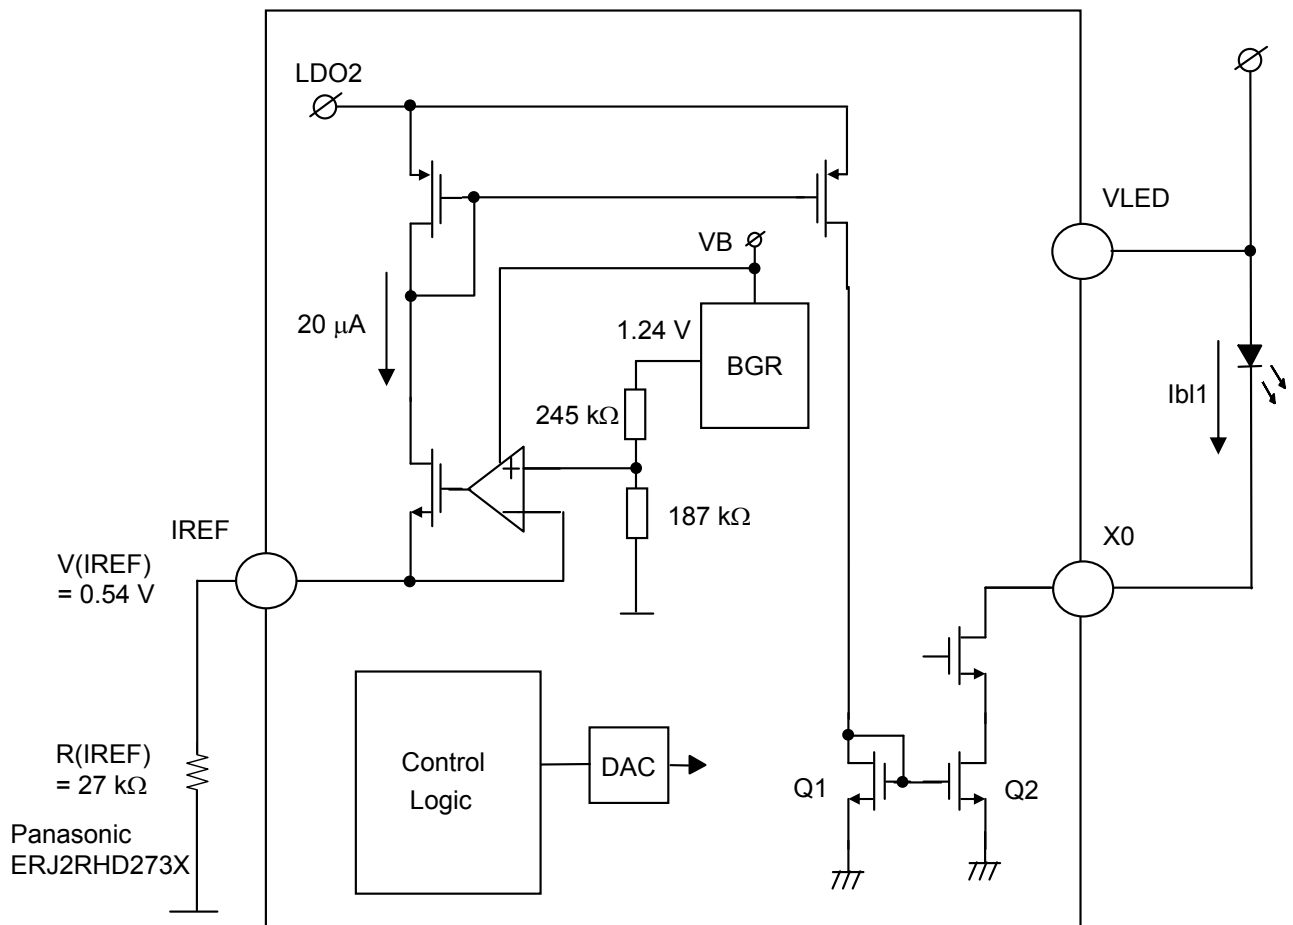 LDO2
VLED
VB
20 μA
1.24 V
BGR
Ibl1
245 kΩ
+
−
187 kΩ
IREF
X0
V(IREF)
= 0.54 V
R(IREF)
= 27 kΩ
Control
Logic
DAC
Q1
Q2
Panasonic
ERJ2RHD273X